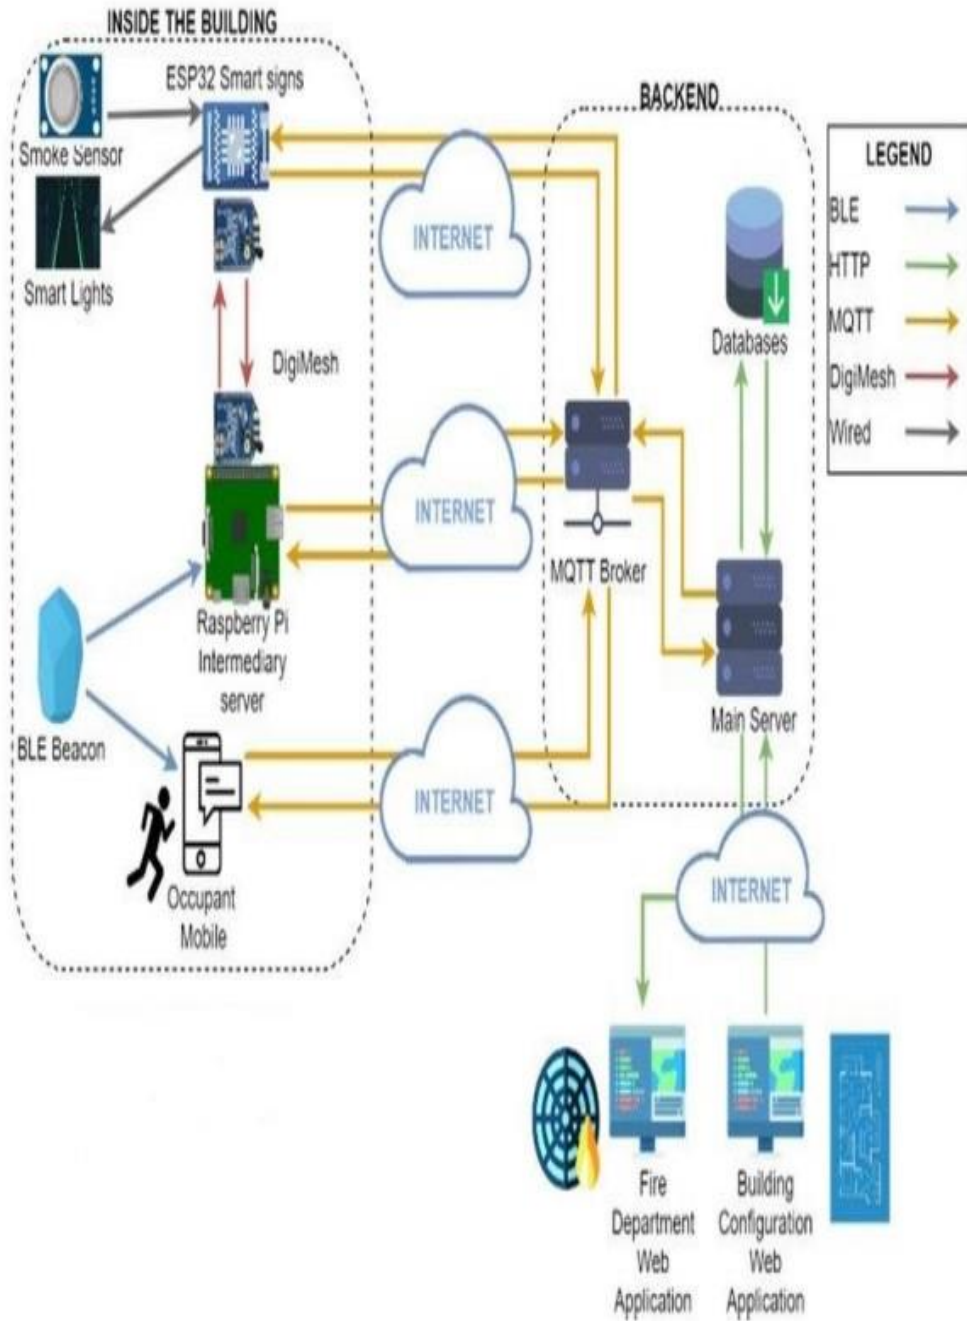 INSIDE THE BUILDING
ESP32 Smart signs
Smoke Sensor
Smart Lights
DigiMesh
Raspberry Pi
Intermediary
server
BLE Beacon
Occupant
Mobile
INTERNET
INTERNET
INTERNET
BACKEND
Databases
MQTT Broker
Main Server
INTERNET
Fire
Department
Web
Application
Building
Configuration
Web
Application
LEGEND
BLE
HTTP
MQTT
DigiMesh
Wired